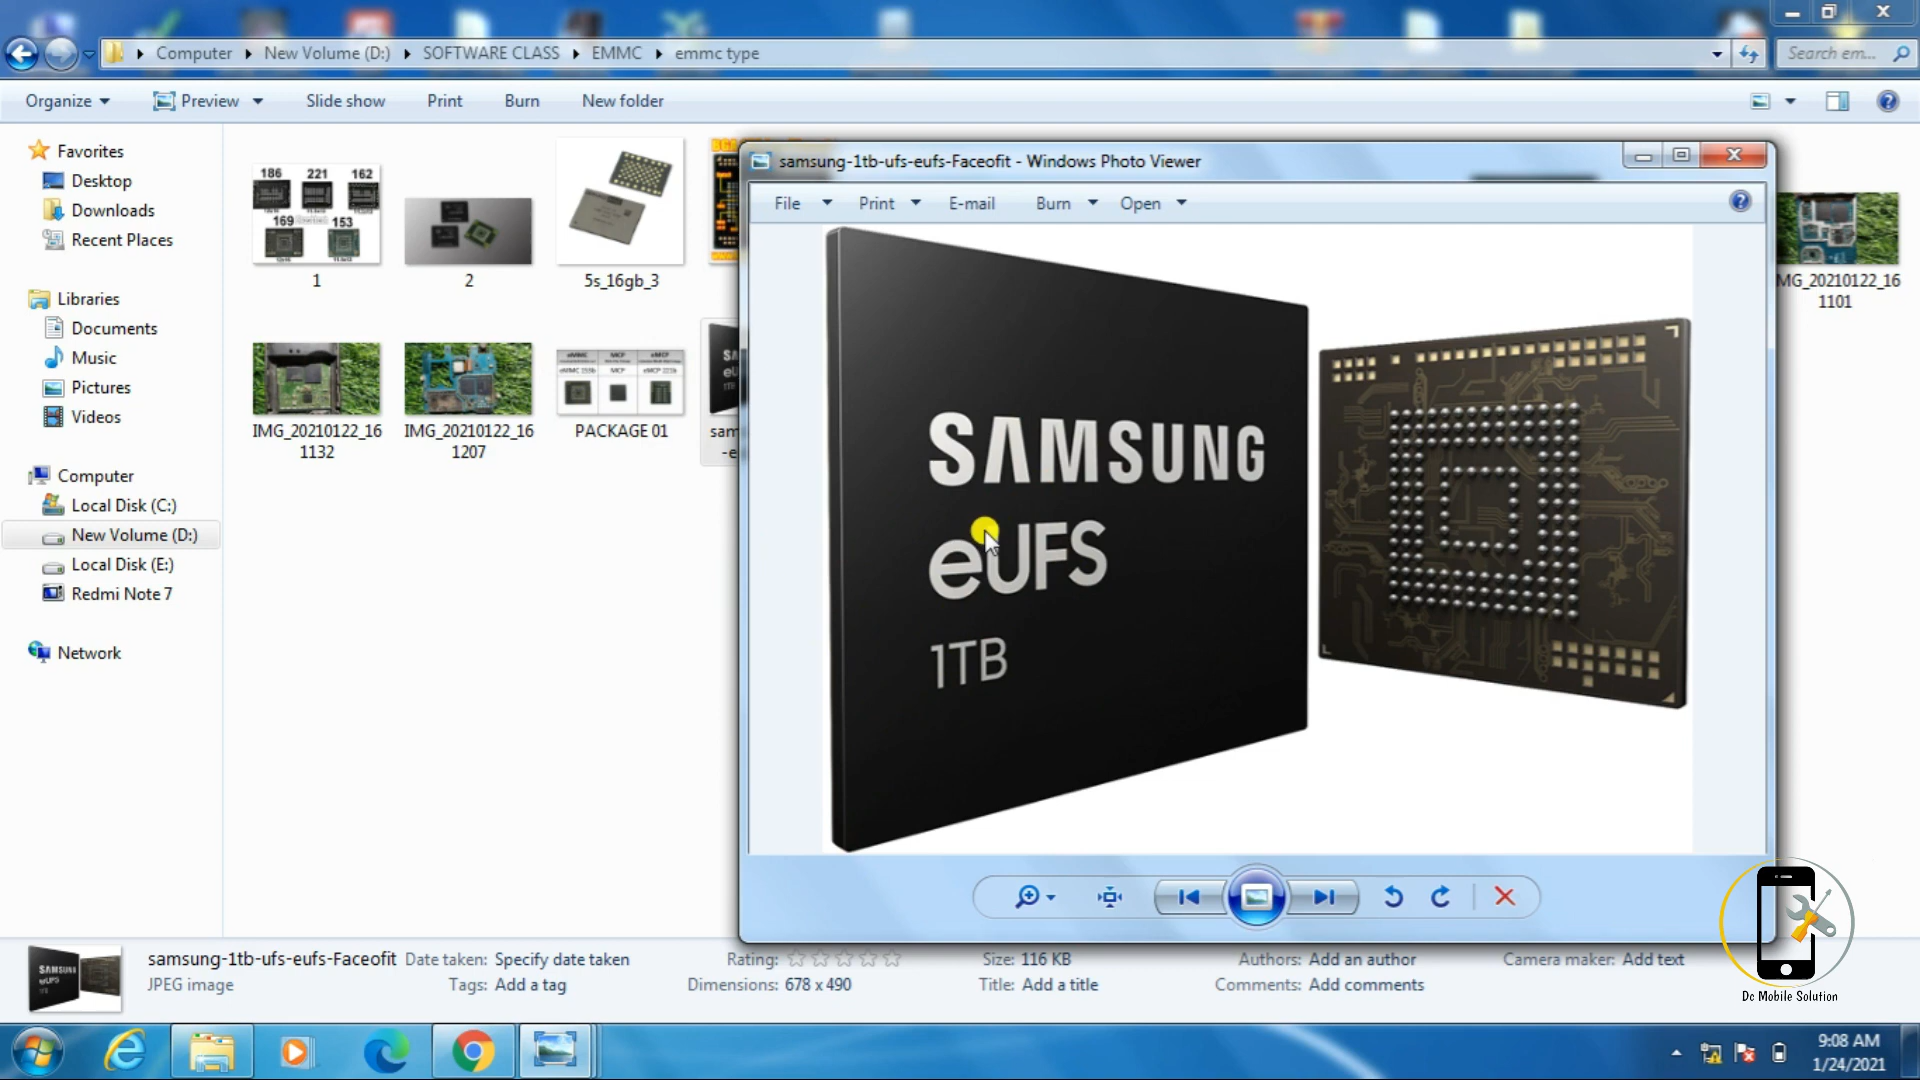 Computer New Volume (D:) SOFTWARE CLASS EMMC emmc type
Search em...
Organize Preview Slide show Print Burn New folder
Favorites
Desktop
Downloads
Recent Places
Libraries
Documents
Music
Pictures
Videos
Computer
Local Disk (C:)
New Volume (D:)
Local Disk (E:)
Redmi Note 7
Network
186 221 162
169 153
1
2
5s_16gb_3
IMG_20210122_16
1132
IMG_20210122_16
1207
eMMC MCP eMCP
PACKAGE 01
sam
-e
MG_20210122_16
1101
samsung-1tb-ufs-eufs-Faceofit - Windows Photo Viewer
File Print E-mail Burn Open
SAMSUNG
eUFS
1TB
samsung-1tb-ufs-eufs-Faceofit
JPEG image
Date taken: Specify date taken
Tags: Add a tag
Rating:
Dimensions: 678 x 490
Size: 116 KB
Title: Add a title
Authors: Add an author
Comments: Add comments
Camera maker: Add text
SAMSUNG
eUFS
Dc Mobile Solution
9:08 AM
1/24/2021